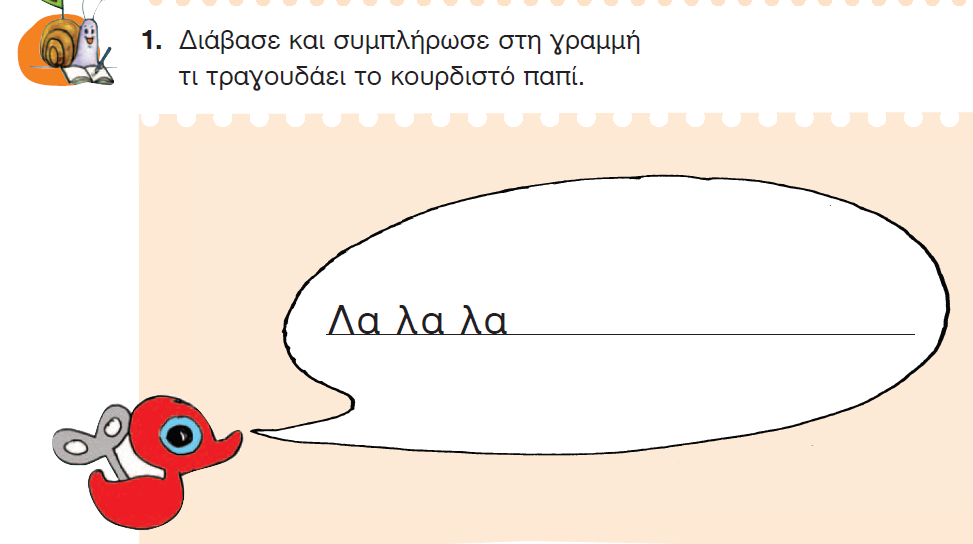 1. Διάβασε και συμπλήρωσε στη γραμμή
τι τραγουδάει το κουρδιστό παπί.
Λα λα λα